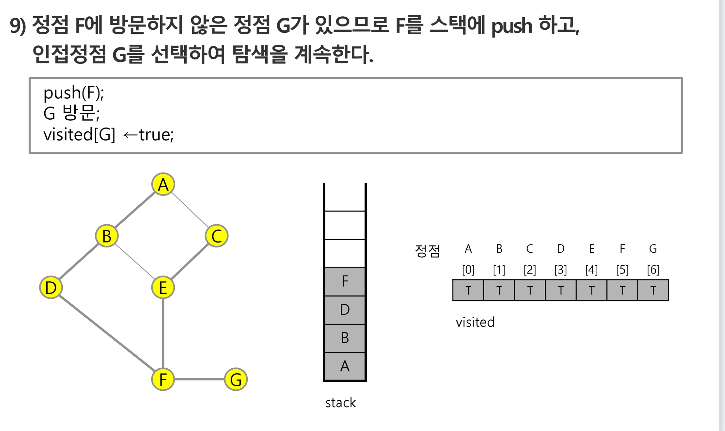 9) 정점 F에 방문하지 않은 정점 G가 있으므로 F를 스택에 push 하고,
인접정점 G를 선택하여 탐색을 계속한다.
push(F);
G 방문;
visited[G] ←true;
A
B
C
D
E
F
G
F
D
B
A
stack
정점 A B C D E F G
[0] [1] [2] [3] [4] [5] [6]
T T T T T T T
visited